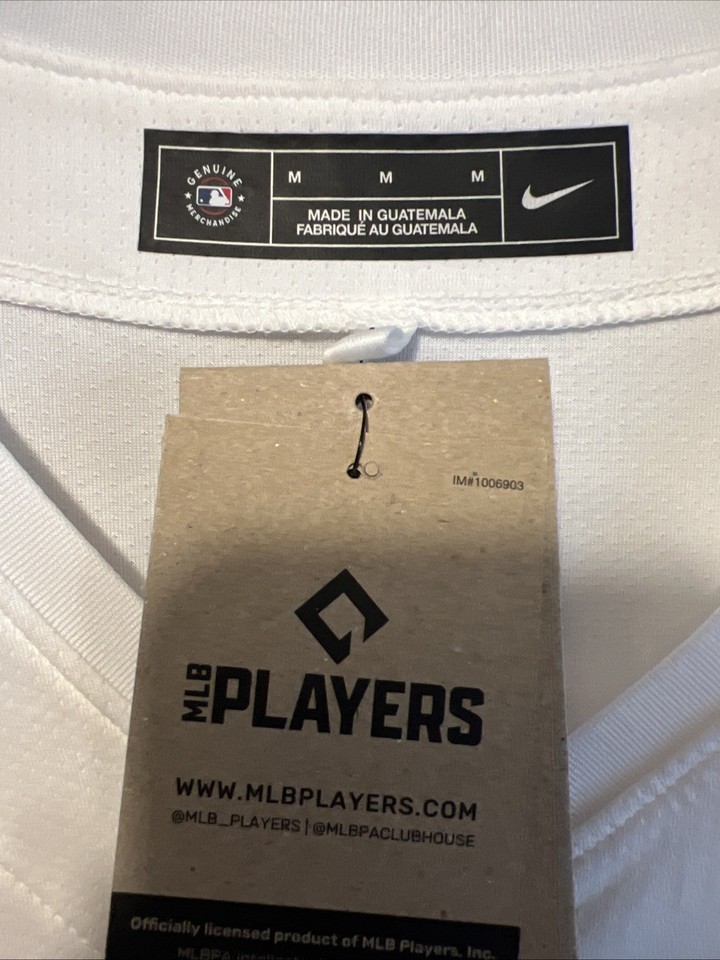 GENUINE
MERCHANDISE
M M M
MADE IN GUATEMALA
FABRIQUÉ AU GUATEMALA
IM#1006903
MLB PLAYERS
WWW.MLBPLAYERS.COM
@MLB_PLAYERS | @MLBPACLUBHOUSE
Officially licensed product of MLB Players, Inc.
MLBPA